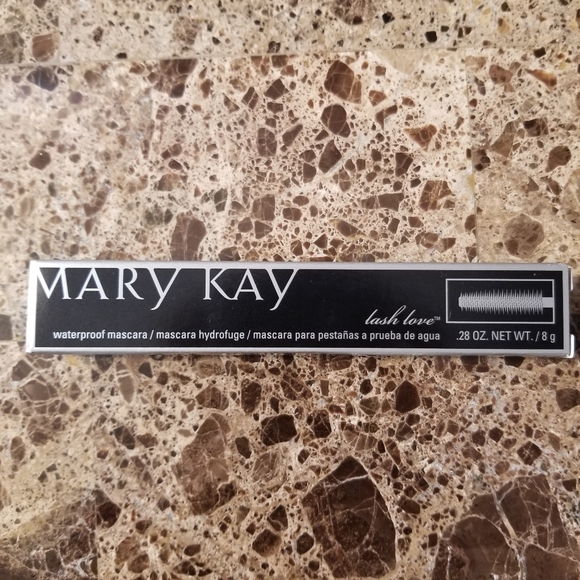 MARY KAY
lash love™
waterproof mascara / mascara hydrofuge / mascara para pestañas a prueba de agua
.28 OZ. NET WT. / 8 g